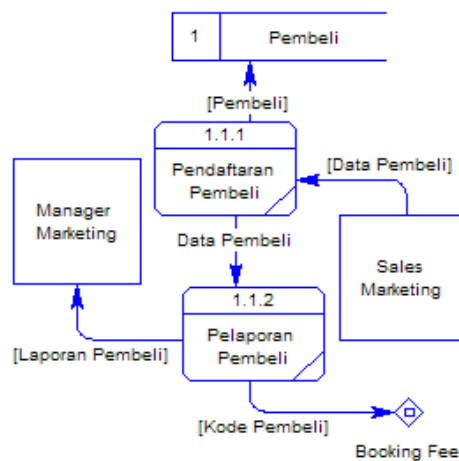 1 Pembeli
[Pembeli]
1.1.1
Pendaftaran
Pembeli
[Data Pembeli]
Manager
Marketing
Data Pembeli
Sales
Marketing
1.1.2
Pelaporan
Pembeli
[Laporan Pembeli]
[Kode Pembeli]
Booking Fee